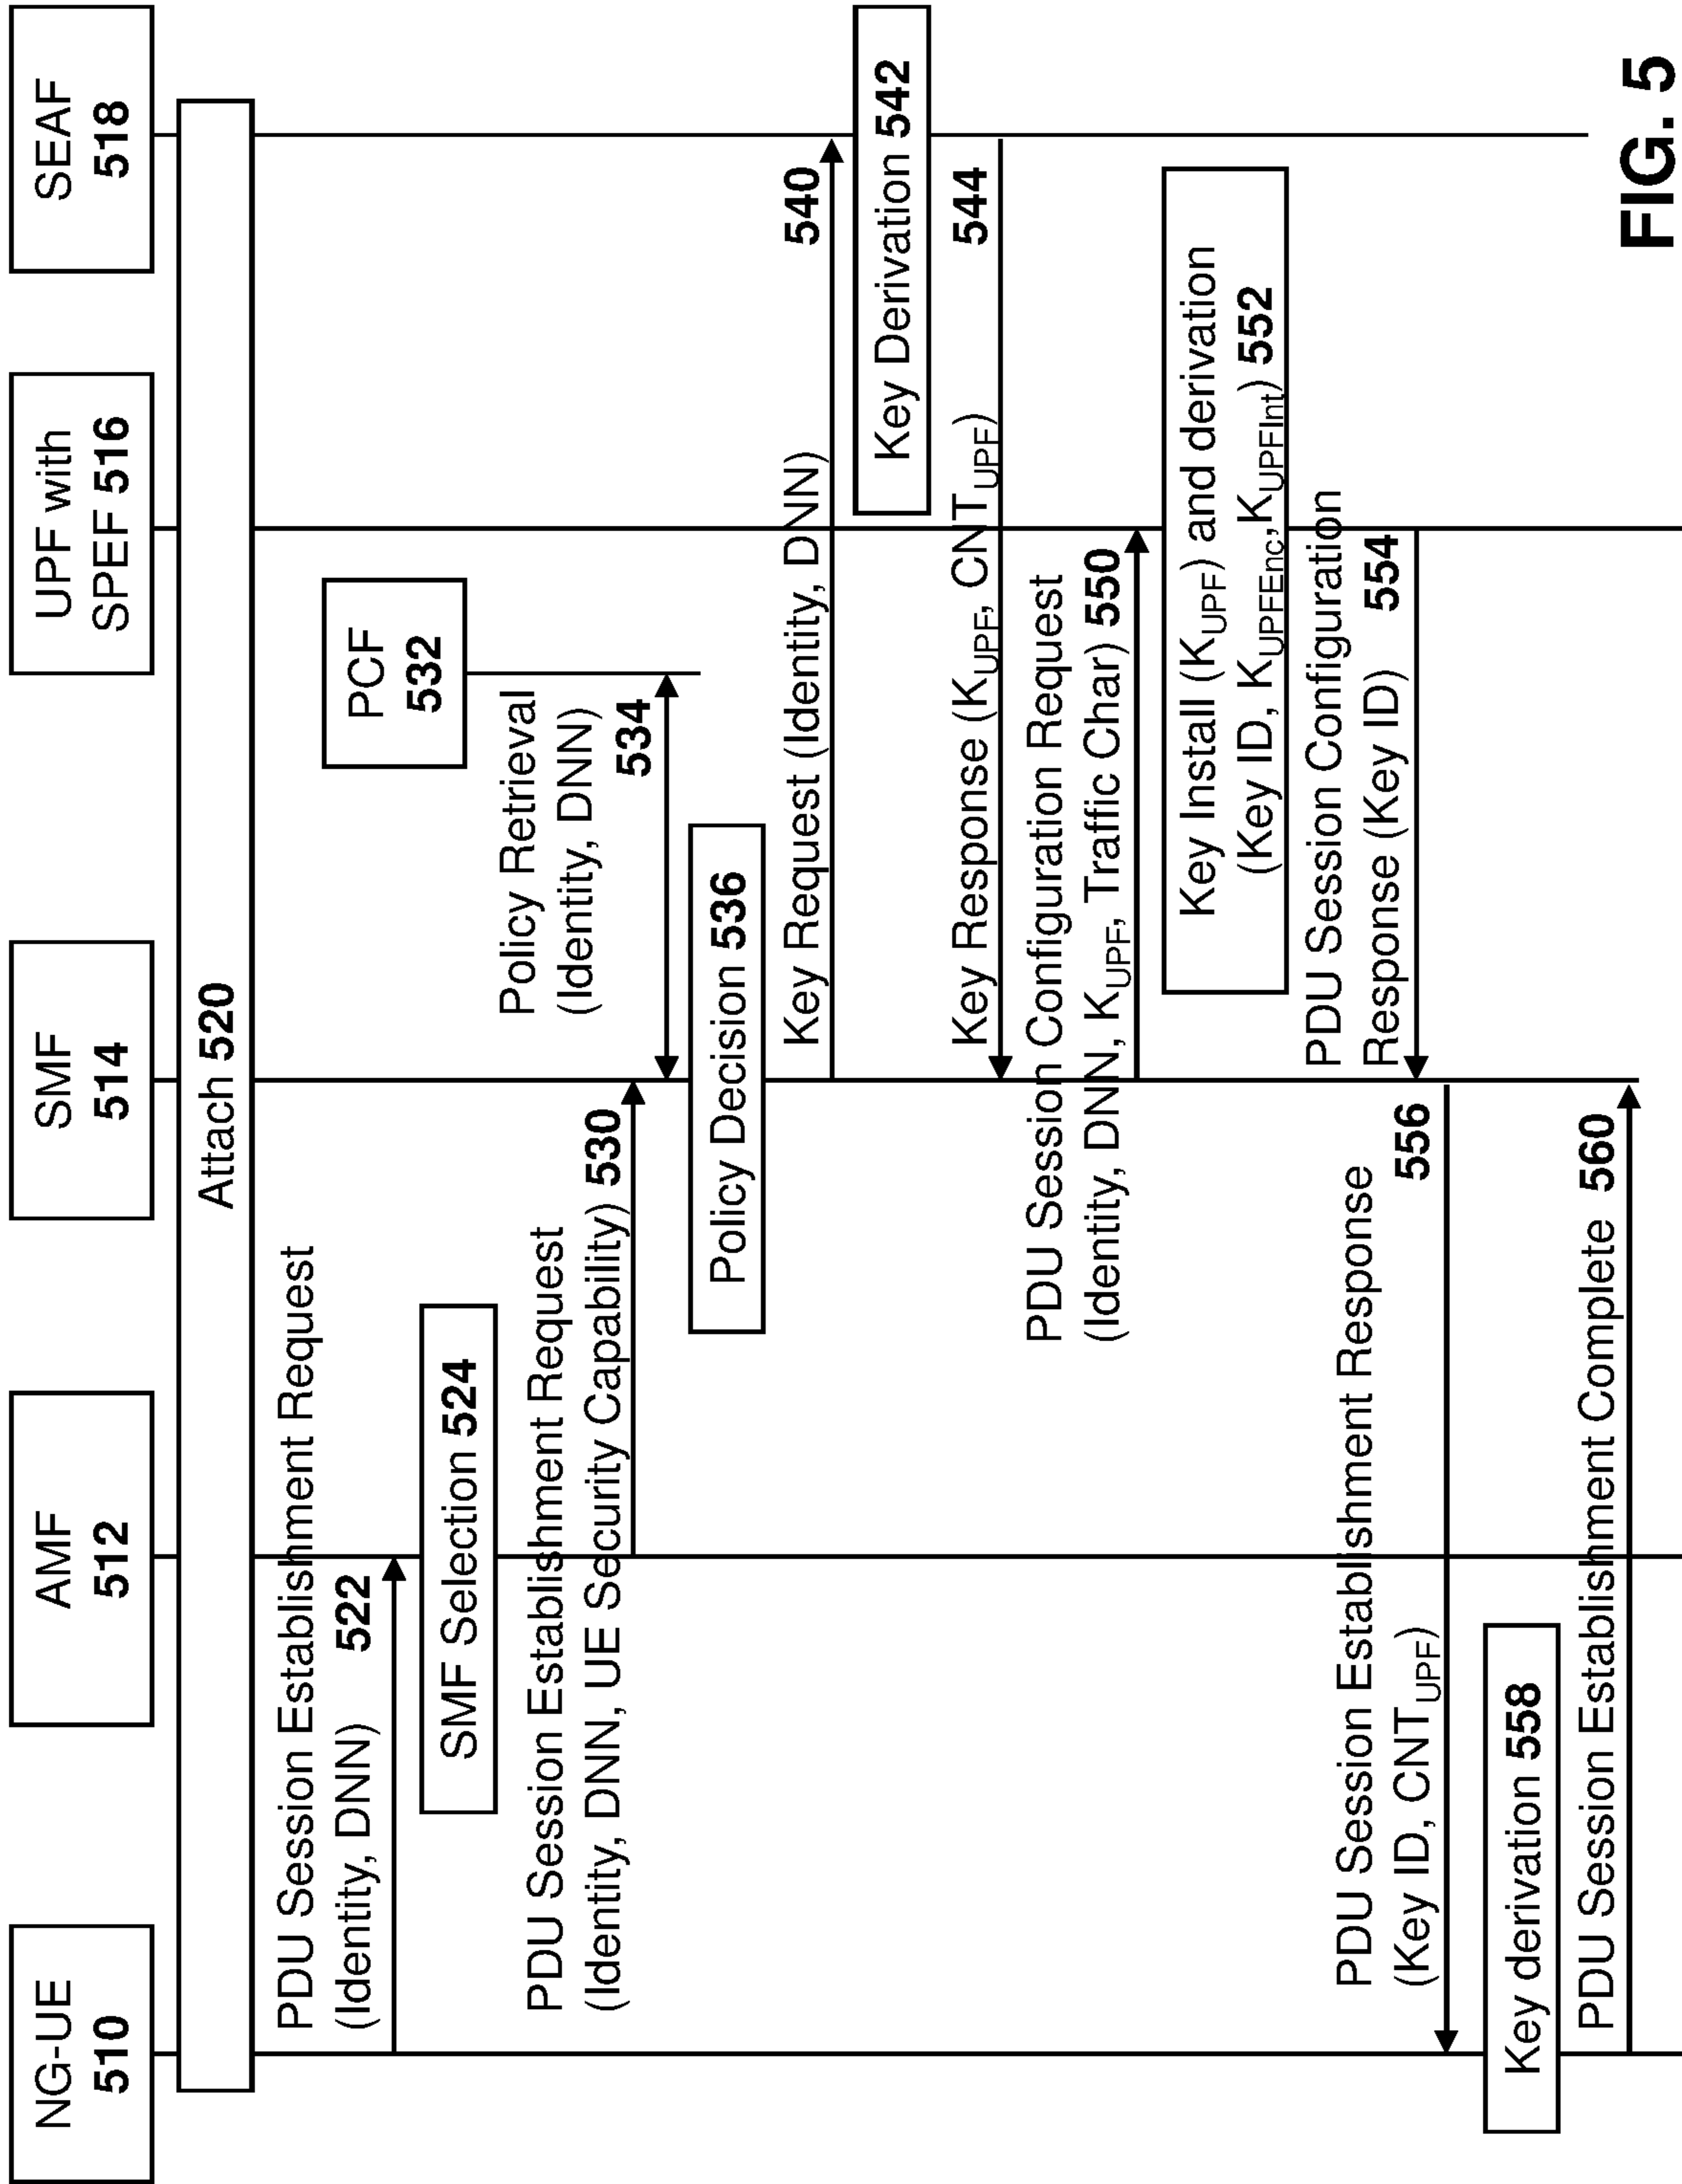 NG-UE
510
AMF
512
SMF
514
UPF with
SPEF 516
SEAF
518
Attach 520
PDU Session Establishment Request
(Identity, DNN) 522
SMF Selection 524
PCF
532
PDU Session Establishment Request
(Identity, DNN, UE Security Capability) 530
Policy Retrieval
(Identity, DNN)
534
Policy Decision 536
Key Request (Identity, DNN) 540
Key Derivation 542
Key Response (KUPF, CNTUPF) 544
PDU Session Configuration Request
(Identity, DNN, KUPF, Traffic Char) 550
Key Install (KUPF) and derivation
(Key ID, KUPFEnc, KUPFInt) 552
PDU Session Configuration
Response (Key ID) 554
PDU Session Establishment Response
(Key ID, CNTUPF) 556
Key derivation 558
PDU Session Establishment Complete 560
FIG. 5